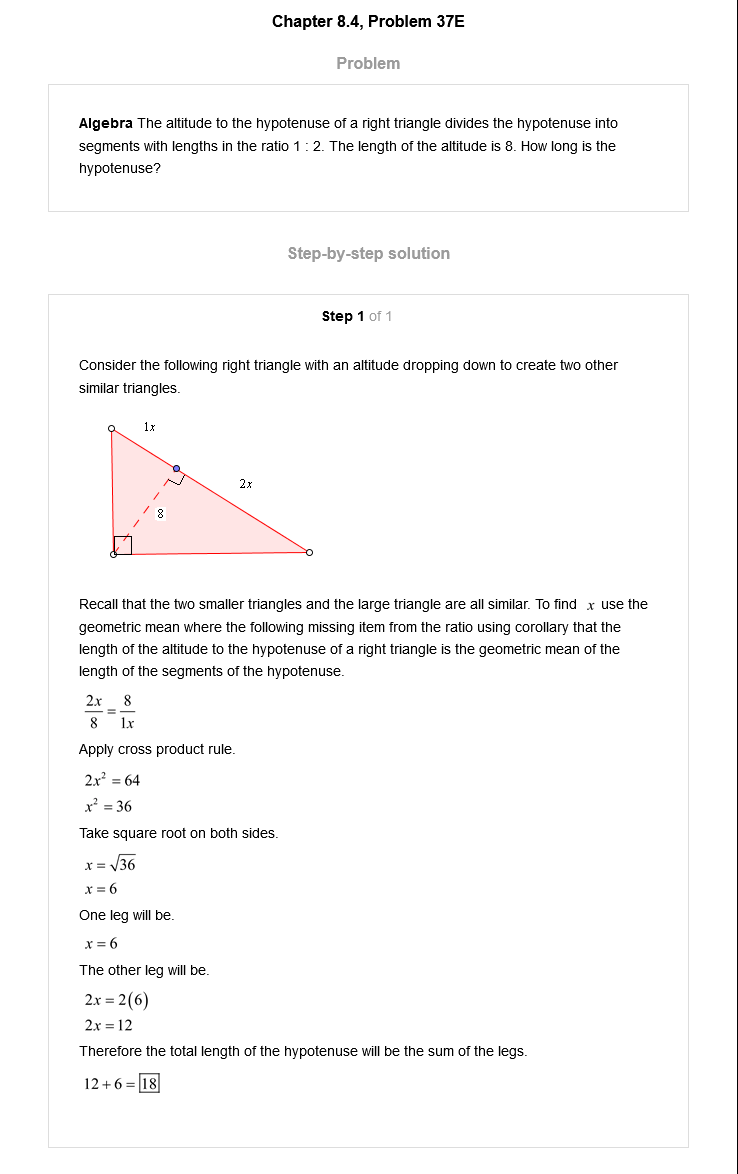 Chapter 8.4, Problem 37E
Problem
Algebra The altitude to the hypotenuse of a right triangle divides the hypotenuse into
segments with lengths in the ratio 1 : 2. The length of the altitude is 8. How long is the
hypotenuse?
Step-by-step solution
Step 1 of 1
Consider the following right triangle with an altitude dropping down to create two other
similar triangles.
1x
2x
8
Recall that the two smaller triangles and the large triangle are all similar. To find x use the
geometric mean where the following missing item from the ratio using corollary that the
length of the altitude to the hypotenuse of a right triangle is the geometric mean of the
length of the segments of the hypotenuse.
2x/8 = 8/1x
Apply cross product rule.
2x² = 64
x² = 36
Take square root on both sides.
x = √36
x = 6
One leg will be.
x = 6
The other leg will be.
2x = 2(6)
2x = 12
Therefore the total length of the hypotenuse will be the sum of the legs.
12 + 6 = 18